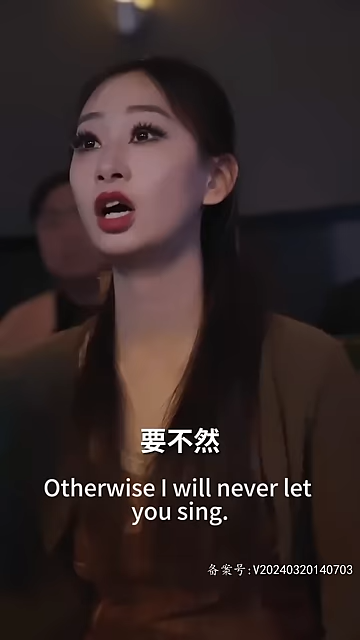 要不然
Otherwise I will never let
you sing.
备案号:V20240320140703